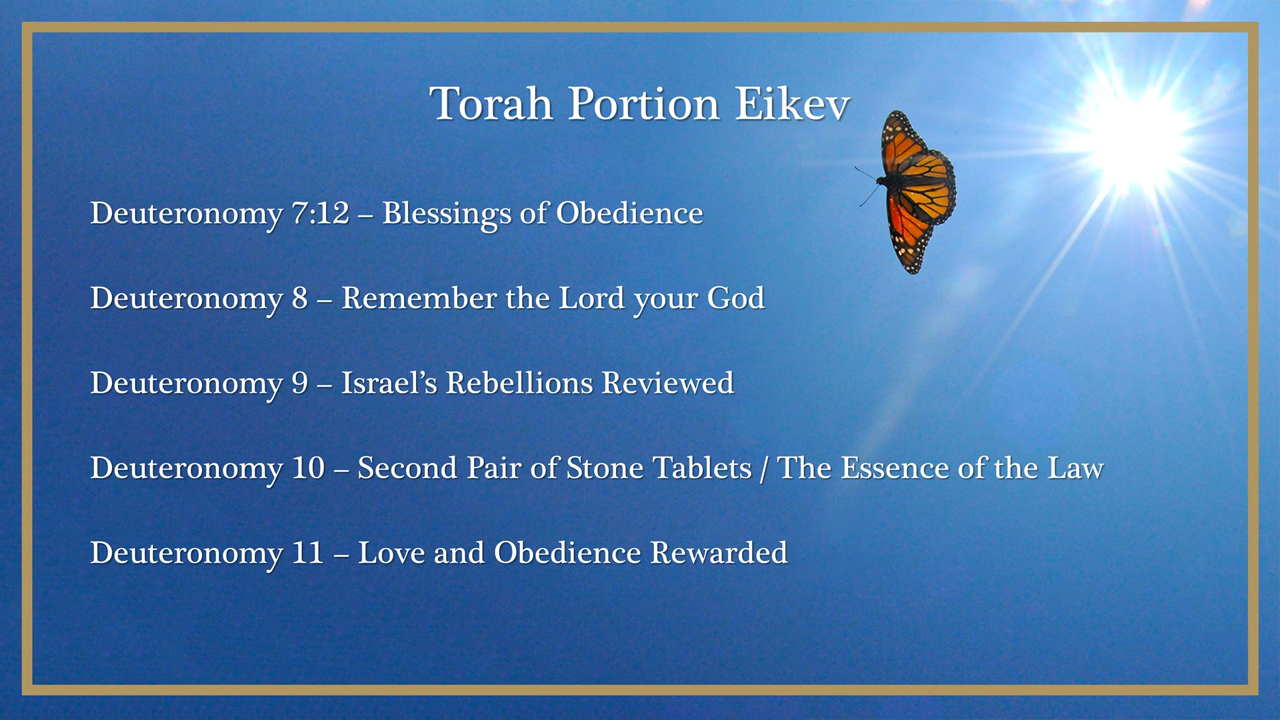 Torah Portion Eikev
Deuteronomy 7:12 – Blessings of Obedience
Deuteronomy 8 – Remember the Lord your God
Deuteronomy 9 – Israel’s Rebellions Reviewed
Deuteronomy 10 – Second Pair of Stone Tablets / The Essence of the Law
Deuteronomy 11 – Love and Obedience Rewarded